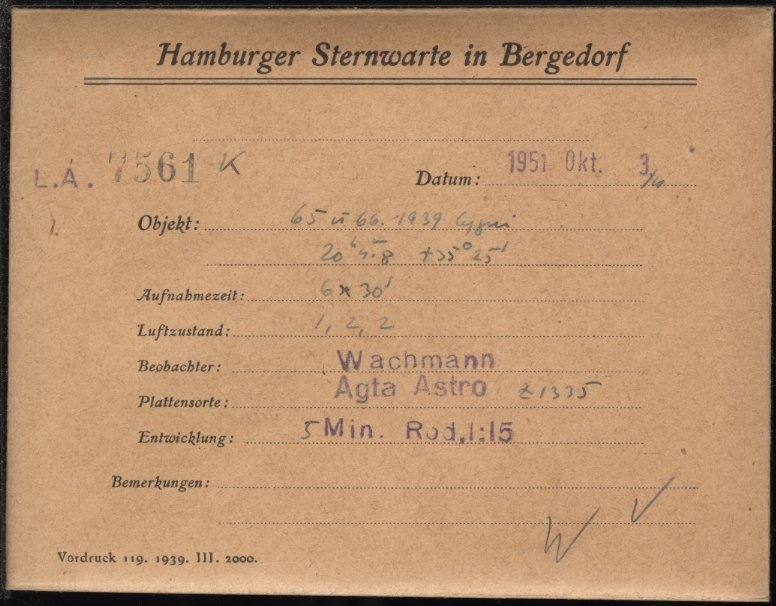 Hamburger Sternwarte in Bergedorf
L.A. 7561 K
Datum: 1951 Okt. 3/4
Objekt: 65 u 66. 1939 Cygni
20ʰ 4.ᵐ8 +35° 25'
Aufnahmezeit: 6 × 30'
Luftzustand: 1, 2, 2
Beobachter: Wachmann
Plattensorte: Agfa Astro Z 1335
Entwicklung: 5 Min. Rod. 1:15
Bemerkungen:
W
Vordruck 119. 1939. III. 2000.